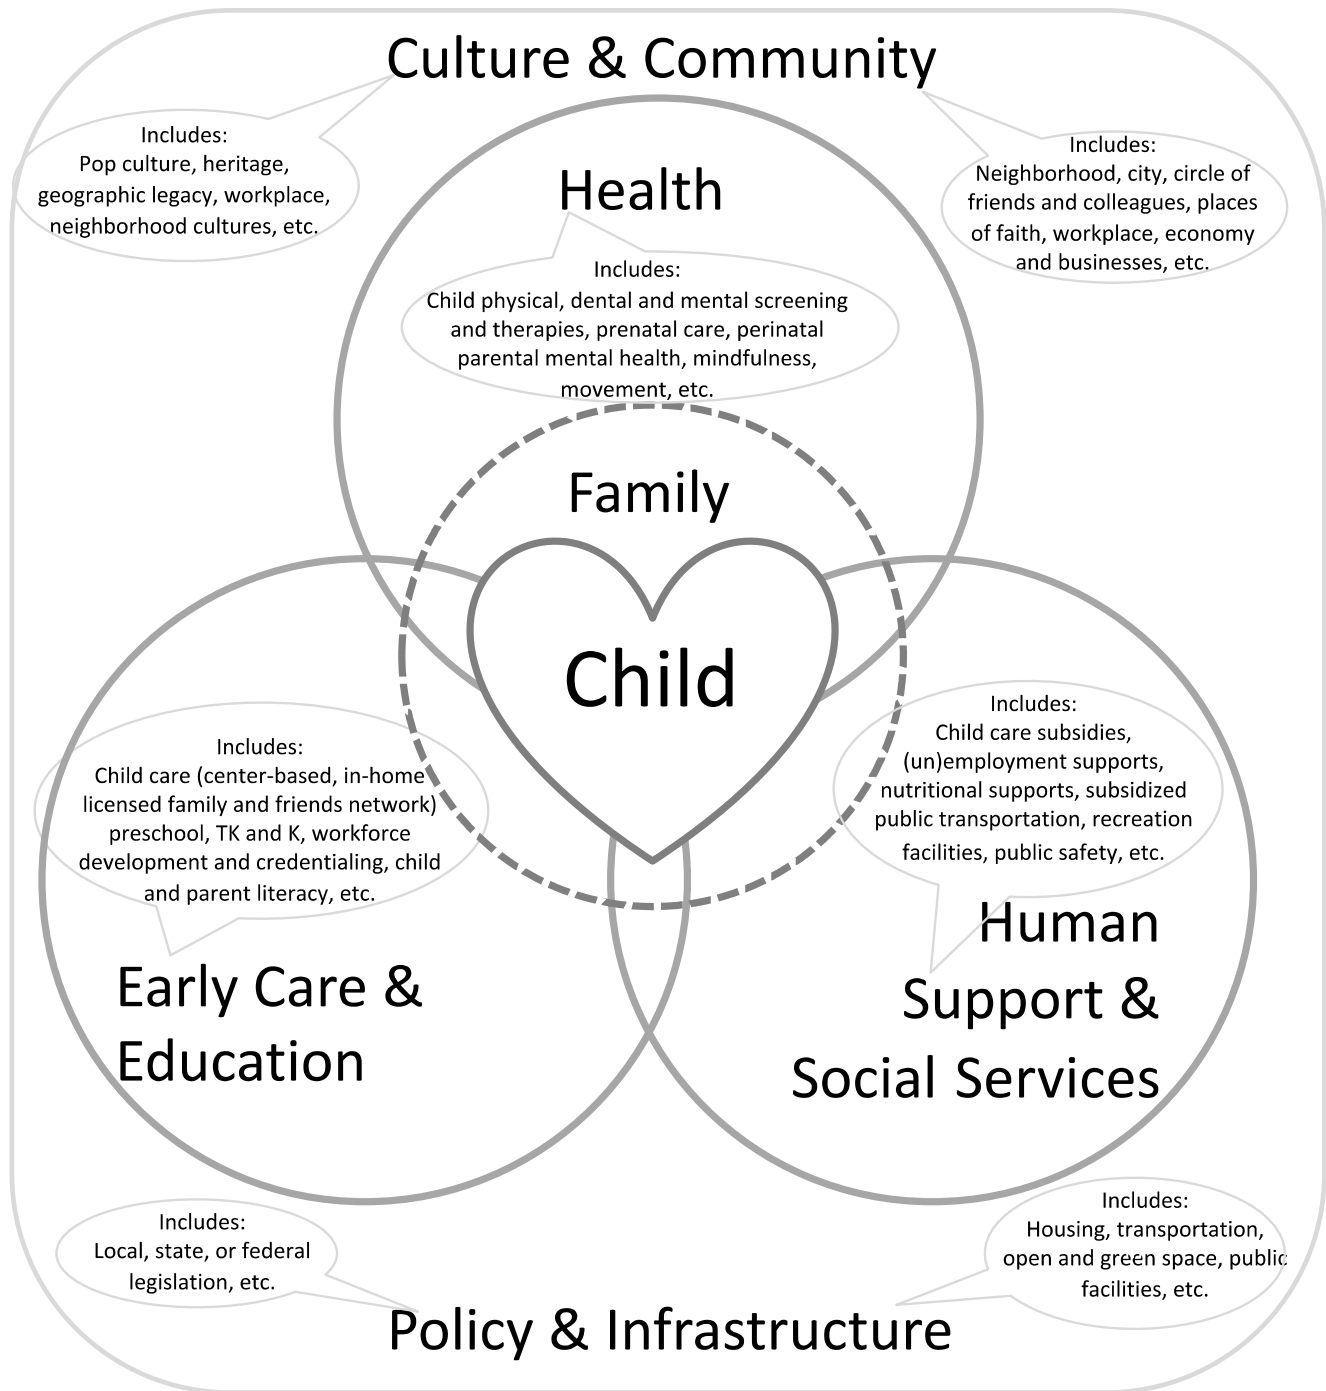 Culture & Community
Includes:
Pop culture, heritage,
geographic legacy, workplace,
neighborhood cultures, etc.
Includes:
Neighborhood, city, circle of
friends and colleagues, places
of faith, workplace, economy
and businesses, etc.
Health
Includes:
Child physical, dental and mental screening
and therapies, prenatal care, perinatal
parental mental health, mindfulness,
movement, etc.
Family
Child
Includes:
Child care (center-based, in-home
licensed family and friends network)
preschool, TK and K, workforce
development and credentialing, child
and parent literacy, etc.
Early Care &
Education
Includes:
Child care subsidies,
(un)employment supports,
nutritional supports, subsidized
public transportation, recreation
facilities, public safety, etc.
Human
Support &
Social Services
Includes:
Local, state, or federal
legislation, etc.
Includes:
Housing, transportation,
open and green space, public
facilities, etc.
Policy & Infrastructure